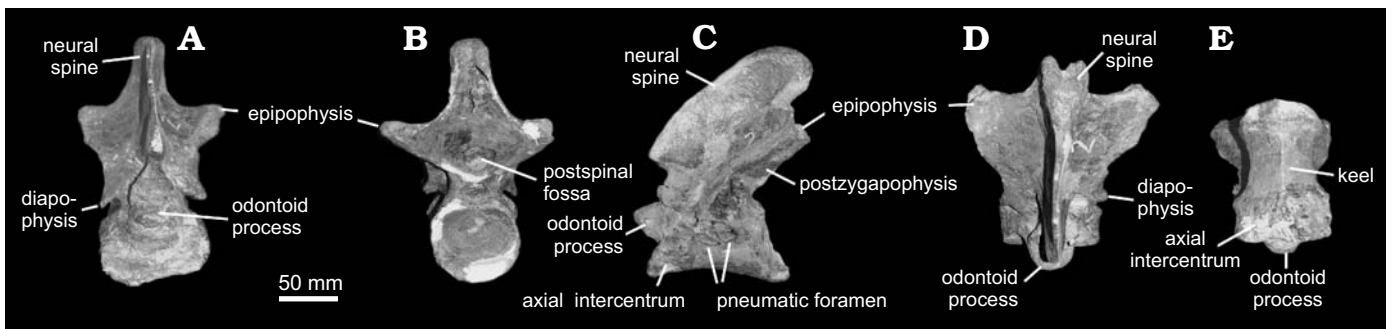 A
neural
spine
epipophysis
diapo-
physis
odontoid
process
50 mm
B
postspinal
fossa
C
neural
spine
epipophysis
postzygapophysis
odontoid
process
axial intercentrum
pneumatic foramen
D
neural
spine
diapo-
physis
odontoid
process
E
keel
axial
intercentrum
odontoid
process